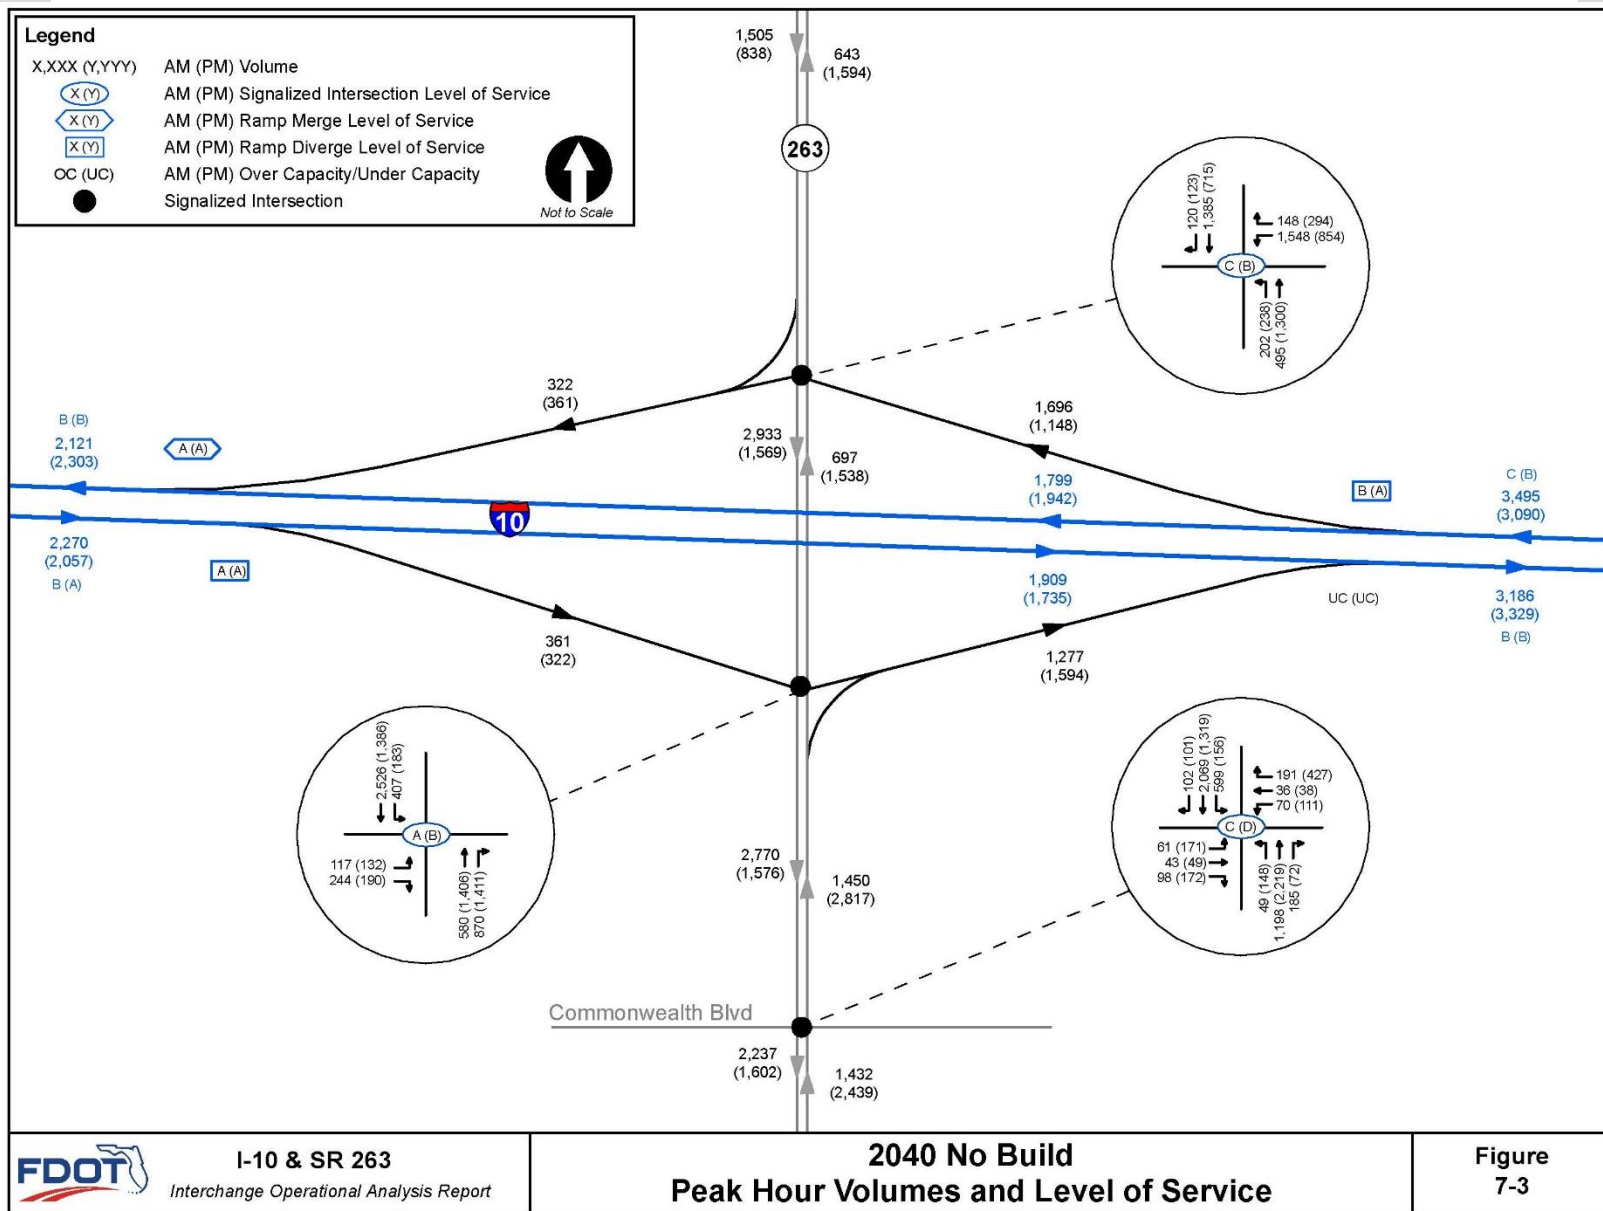 Legend
X,XXX (Y,YYY) AM (PM) Volume
X (Y) AM (PM) Signalized Intersection Level of Service
X (Y) AM (PM) Ramp Merge Level of Service
X (Y) AM (PM) Ramp Diverge Level of Service
OC (UC) AM (PM) Over Capacity/Under Capacity
Signalized Intersection
Not to Scale
1,505
(838)
643
(1,594)
263
120 (123)
1,385 (715)
148 (294)
1,548 (854)
C (B)
202 (238)
495 (1,300)
322
(361)
1,696
(1,148)
B (B)
2,121
(2,303)
A (A)
2,933
(1,569)
697
(1,538)
1,799
(1,942)
B (A)
C (B)
3,495
(3,090)
10
2,270
(2,057)
B (A)
A (A)
1,909
(1,735)
UC (UC)
3,186
(3,329)
B (B)
361
(322)
1,277
(1,594)
2,526 (1,386)
407 (183)
A (B)
117 (132)
244 (190)
580 (1,406)
870 (1,411)
2,770
(1,576)
1,450
(2,817)
102 (101)
2,069 (1,319)
599 (156)
191 (427)
36 (38)
70 (111)
C (D)
61 (171)
43 (49)
98 (172)
49 (148)
1,198 (2,219)
185 (72)
Commonwealth Blvd
2,237
(1,602)
1,432
(2,439)
FDOT
I-10 & SR 263
Interchange Operational Analysis Report
2040 No Build
Peak Hour Volumes and Level of Service
Figure
7-3